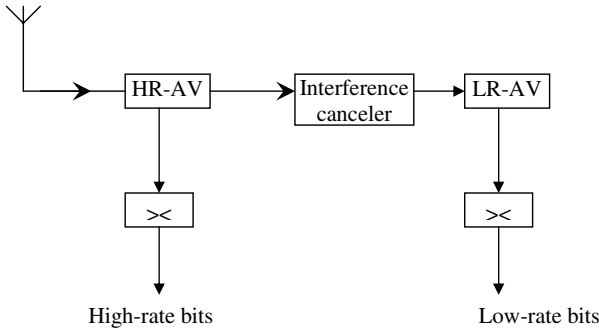 HR-AV
Interference
canceler
LR-AV
><
><
High-rate bits
Low-rate bits